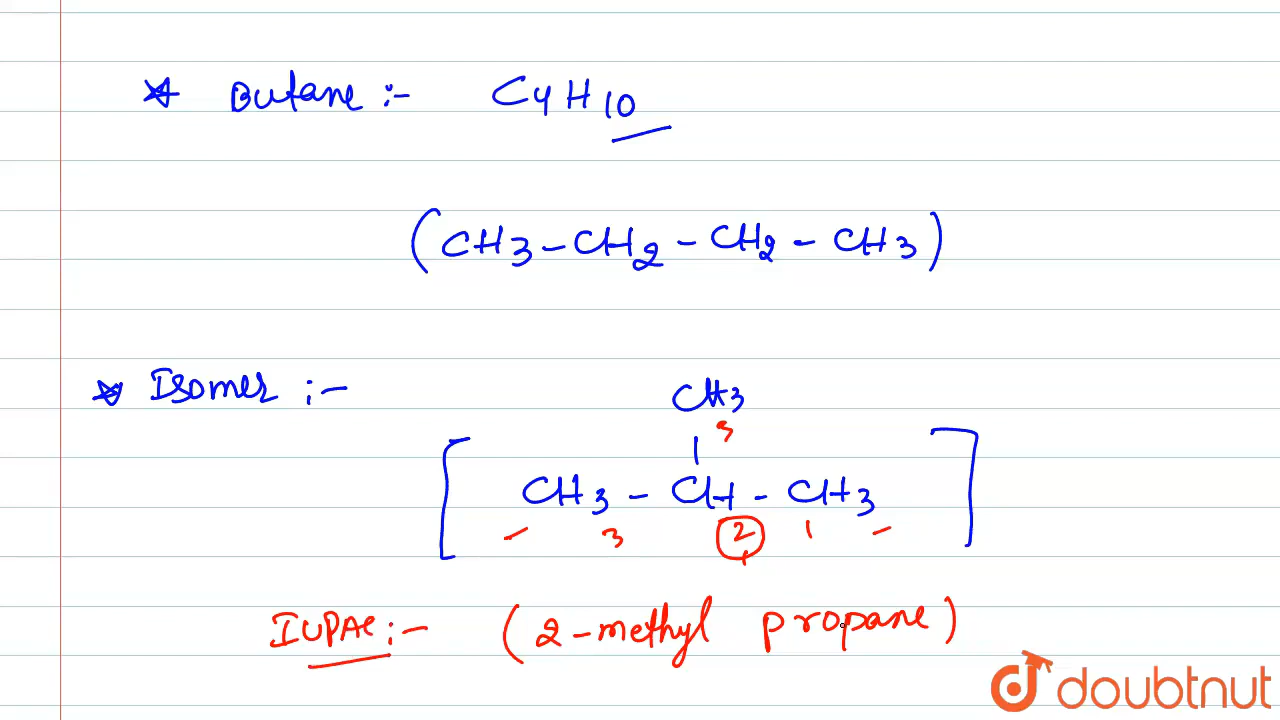 Butane :- C4H10
(CH3-CH2-CH2-CH3)
Isomer :-
CH3
3
CH3-CH-CH3
3 2 1
IUPAC :- (2-methyl propane)
doubtnut